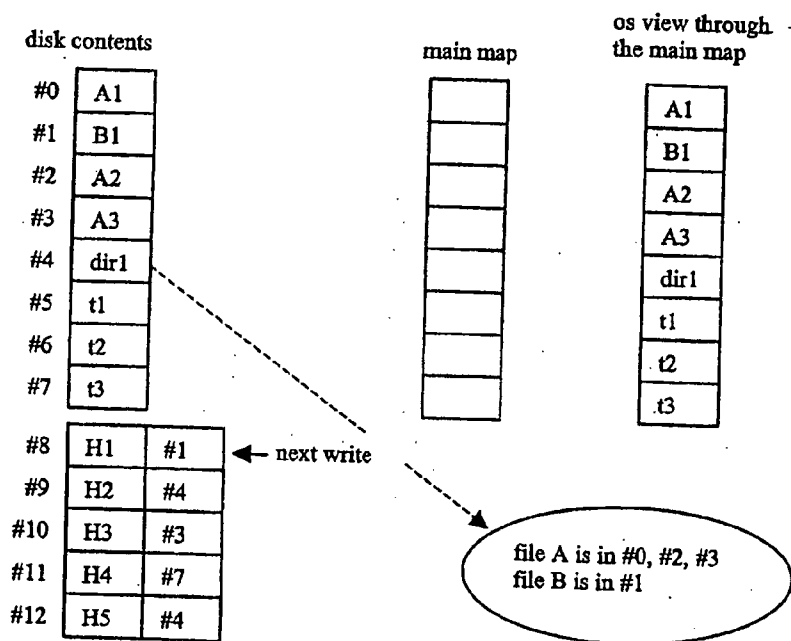 disk contents
#0 A1
#1 B1
#2 A2
#3 A3
#4 dir1
#5 t1
#6 t2
#7 t3
#8 H1 #1
#9 H2 #4
#10 H3 #3
#11 H4 #7
#12 H5 #4
next write
main map
os view through
the main map
A1
B1
A2
A3
dir1
t1
t2
t3
file A is in #0, #2, #3
file B is in #1